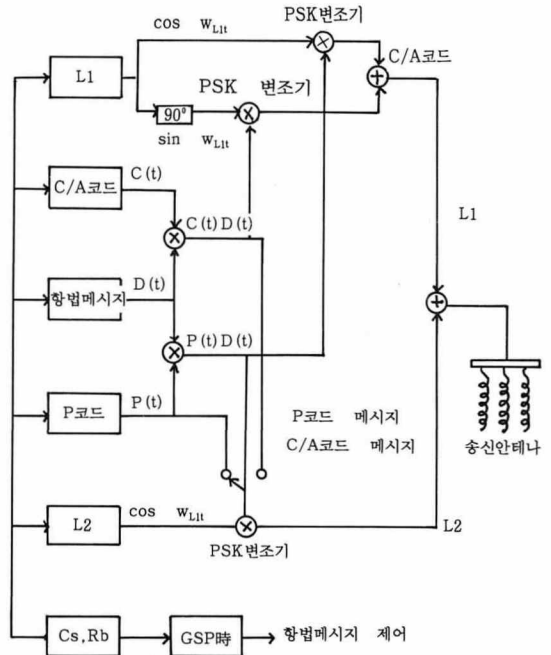 PSK변조기
cos w_L1t
C/A코드
L1
PSK 변조기
90°
sin w_L1t
C(t)
C/A코드
C(t)D(t)
L1
D(t)
항법메시지
P(t)D(t)
P(t)
P코드
P코드 메시지
C/A코드 메시지
송신안테나
cos w_L1t
L2
L2
PSK변조기
Cs,Rb
GSP時
항법메시지 제어